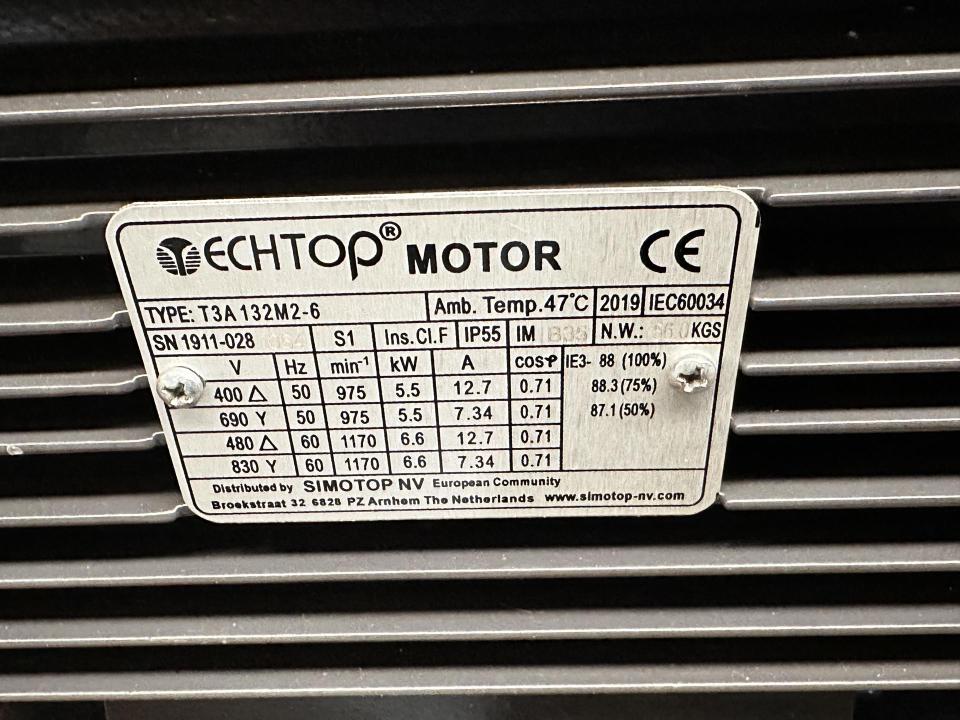 TECHTOP® MOTOR CE
TYPE: T3A 132M2-6 Amb. Temp. 47°C 2019 IEC60034
SN 1911-028 S1 Ins.Cl.F IP55 IM B35 N.W.: KGS
V Hz min⁻¹ kW A cosφ IE3- 88 (100%)
400 △ 50 975 5.5 12.7 0.71 88.3 (75%)
690 Y 50 975 5.5 7.34 0.71 87.1 (50%)
480 △ 60 1170 6.6 12.7 0.71
830 Y 60 1170 6.6 7.34 0.71
Distributed by SIMOTOP NV European Community
Broekstraat 32 6828 PZ Arnhem The Netherlands www.simotop-nv.com